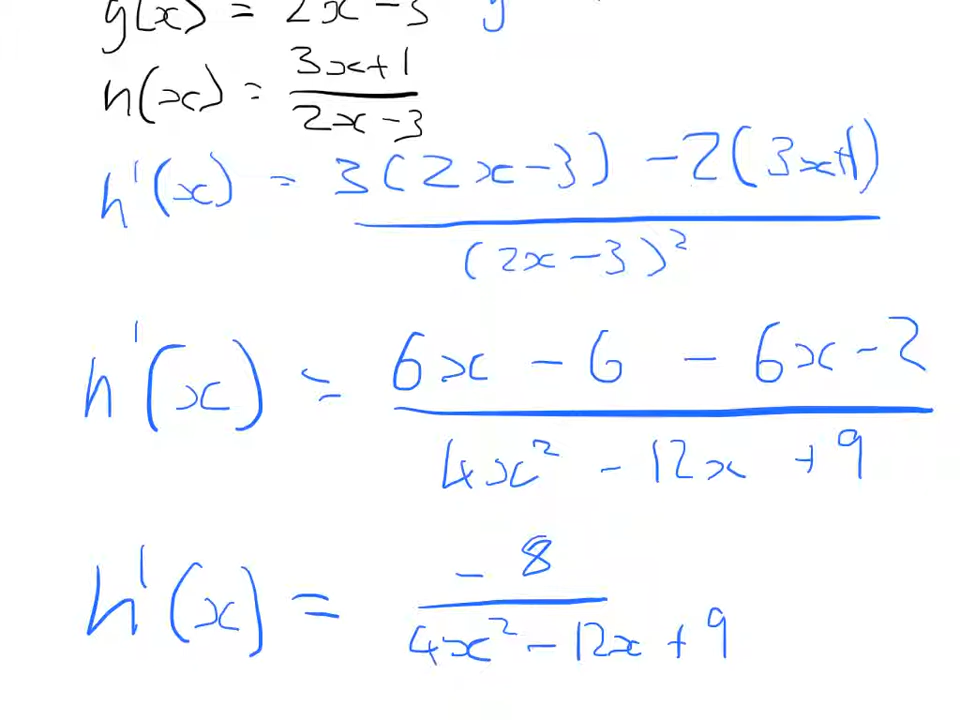 g(x) = 2x - 3 y
h(x) = (3x+1)/(2x-3)
h'(x) = (3(2x-3) - 2(3x+1))/((2x-3)²)
h'(x) = (6x - 6 - 6x - 2)/(4x² - 12x + 9)
h'(x) = (-8)/(4x² - 12x + 9)